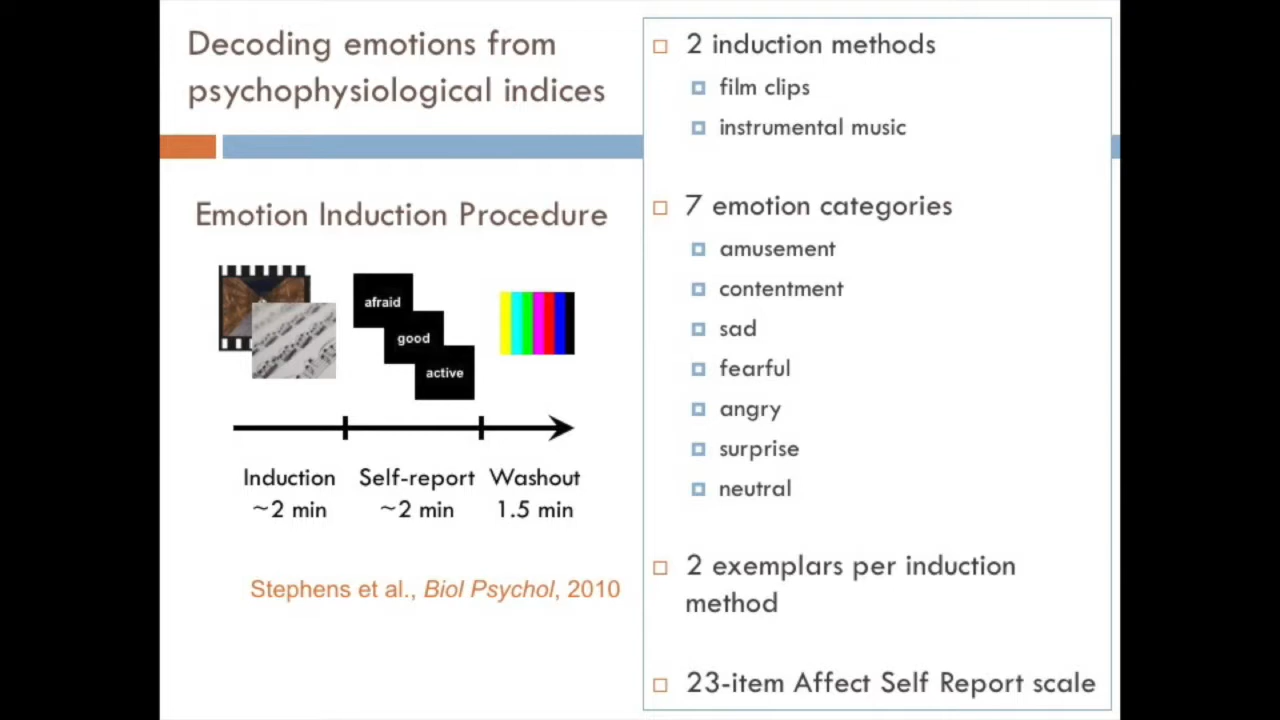 Decoding emotions from
psychophysiological indices
Emotion Induction Procedure
afraid
good
active
Induction
~2 min
Self-report
~2 min
Washout
1.5 min
Stephens et al., Biol Psychol, 2010
2 induction methods
film clips
instrumental music
7 emotion categories
amusement
contentment
sad
fearful
angry
surprise
neutral
2 exemplars per induction
method
23-item Affect Self Report scale